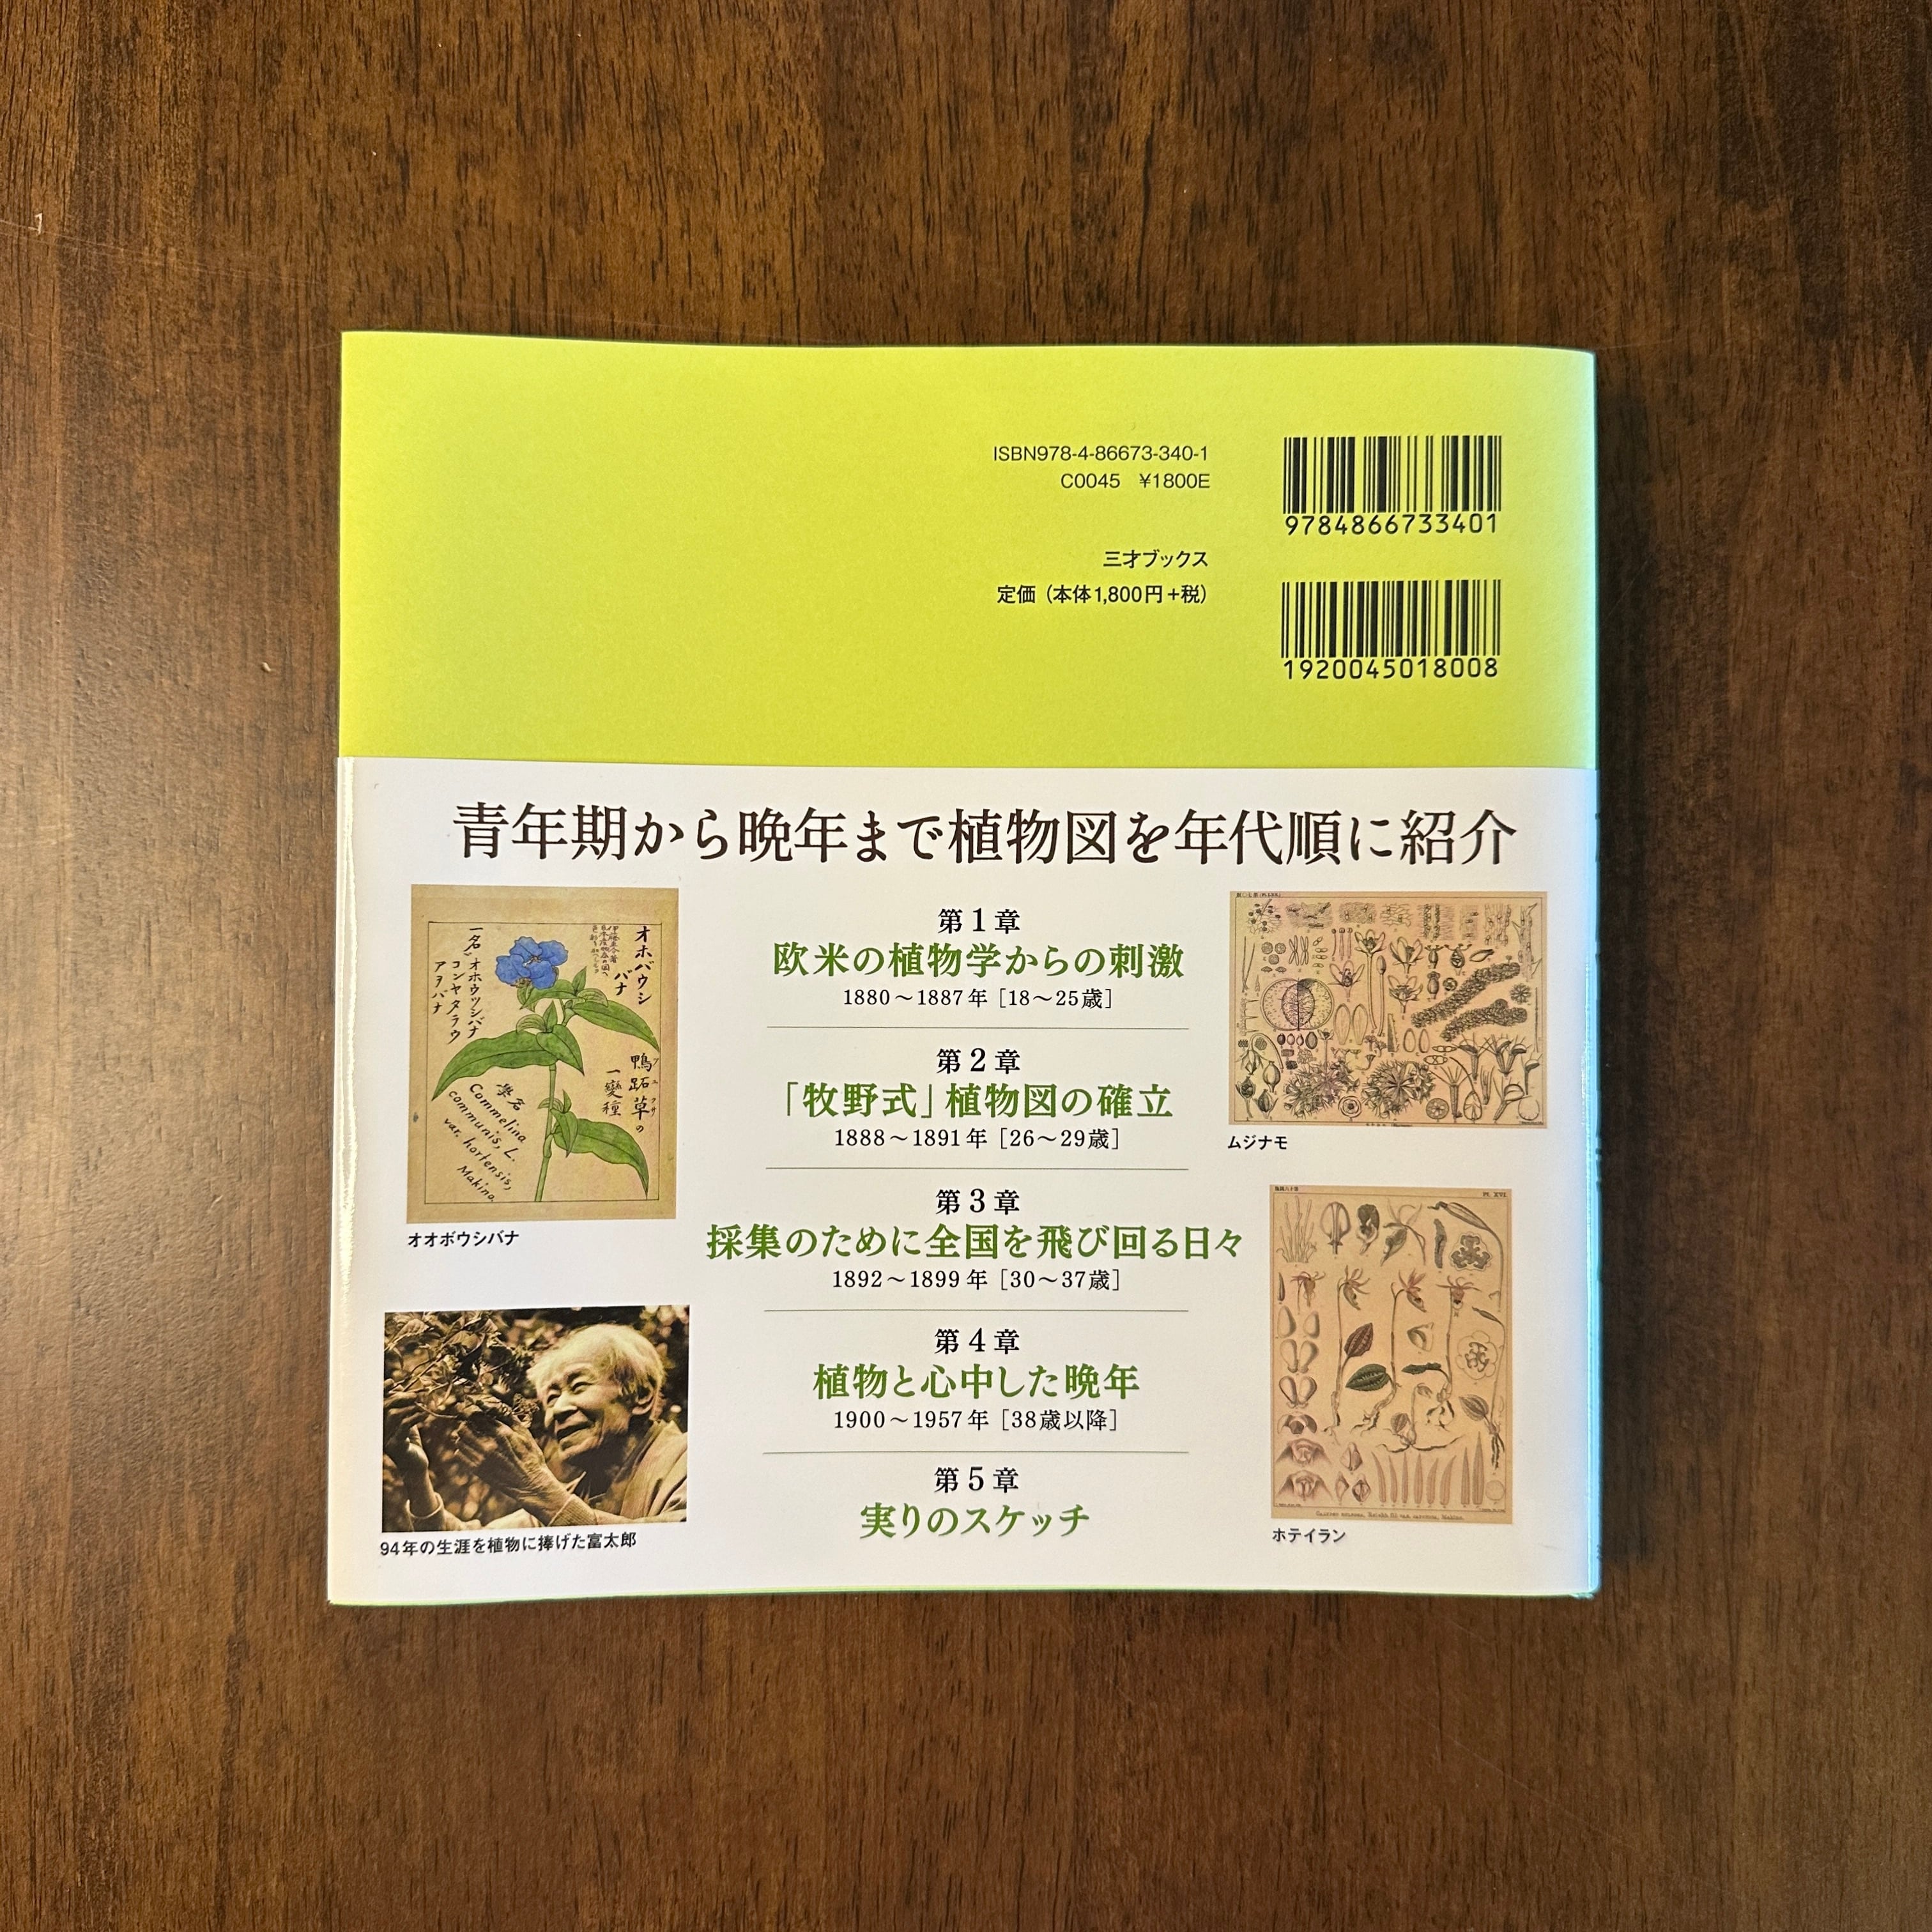 ISBN978-4-86673-340-1
C0045 ¥1800E
9784866733401
三才ブックス
定価（本体1,800円+税）
1920045018008
青年期から晩年まで植物図を年代順に紹介
オホバウシバナ
一名オホウツシバナ
コンヤタラウ
アヲバナ
鴨跖草の
一變種
學名
Commelina
communis, L.
var. hortensis,
Makino.
オオボウシバナ
94年の生涯を植物に捧げた富太郎
第1章
欧米の植物学からの刺激
1880～1887年［18～25歳］
第2章
「牧野式」植物図の確立
1888～1891年［26～29歳］
第3章
採集のために全国を飛び回る日々
1892～1899年［30～37歳］
第4章
植物と心中した晩年
1900～1957年［38歳以降］
第5章
実りのスケッチ
ムジナモ
Pl. XVI
ホテイラン